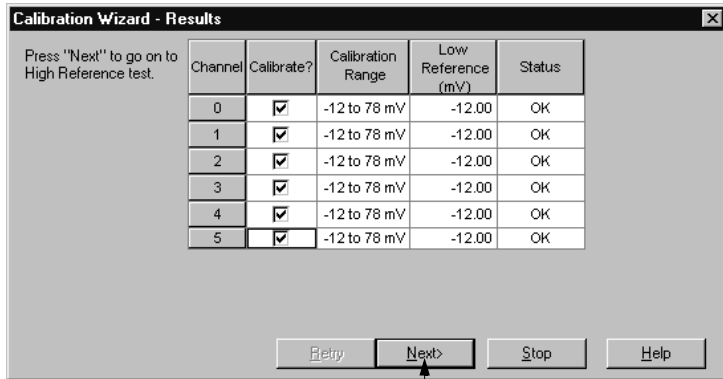 Calibration Wizard - Results
Press "Next" to go on to
High Reference test.
Channel Calibrate? Calibration Range Low Reference (mV) Status
0 -12 to 78 mV -12.00 OK
1 -12 to 78 mV -12.00 OK
2 -12 to 78 mV -12.00 OK
3 -12 to 78 mV -12.00 OK
4 -12 to 78 mV -12.00 OK
5 -12 to 78 mV -12.00 OK
Retry Next> Stop Help